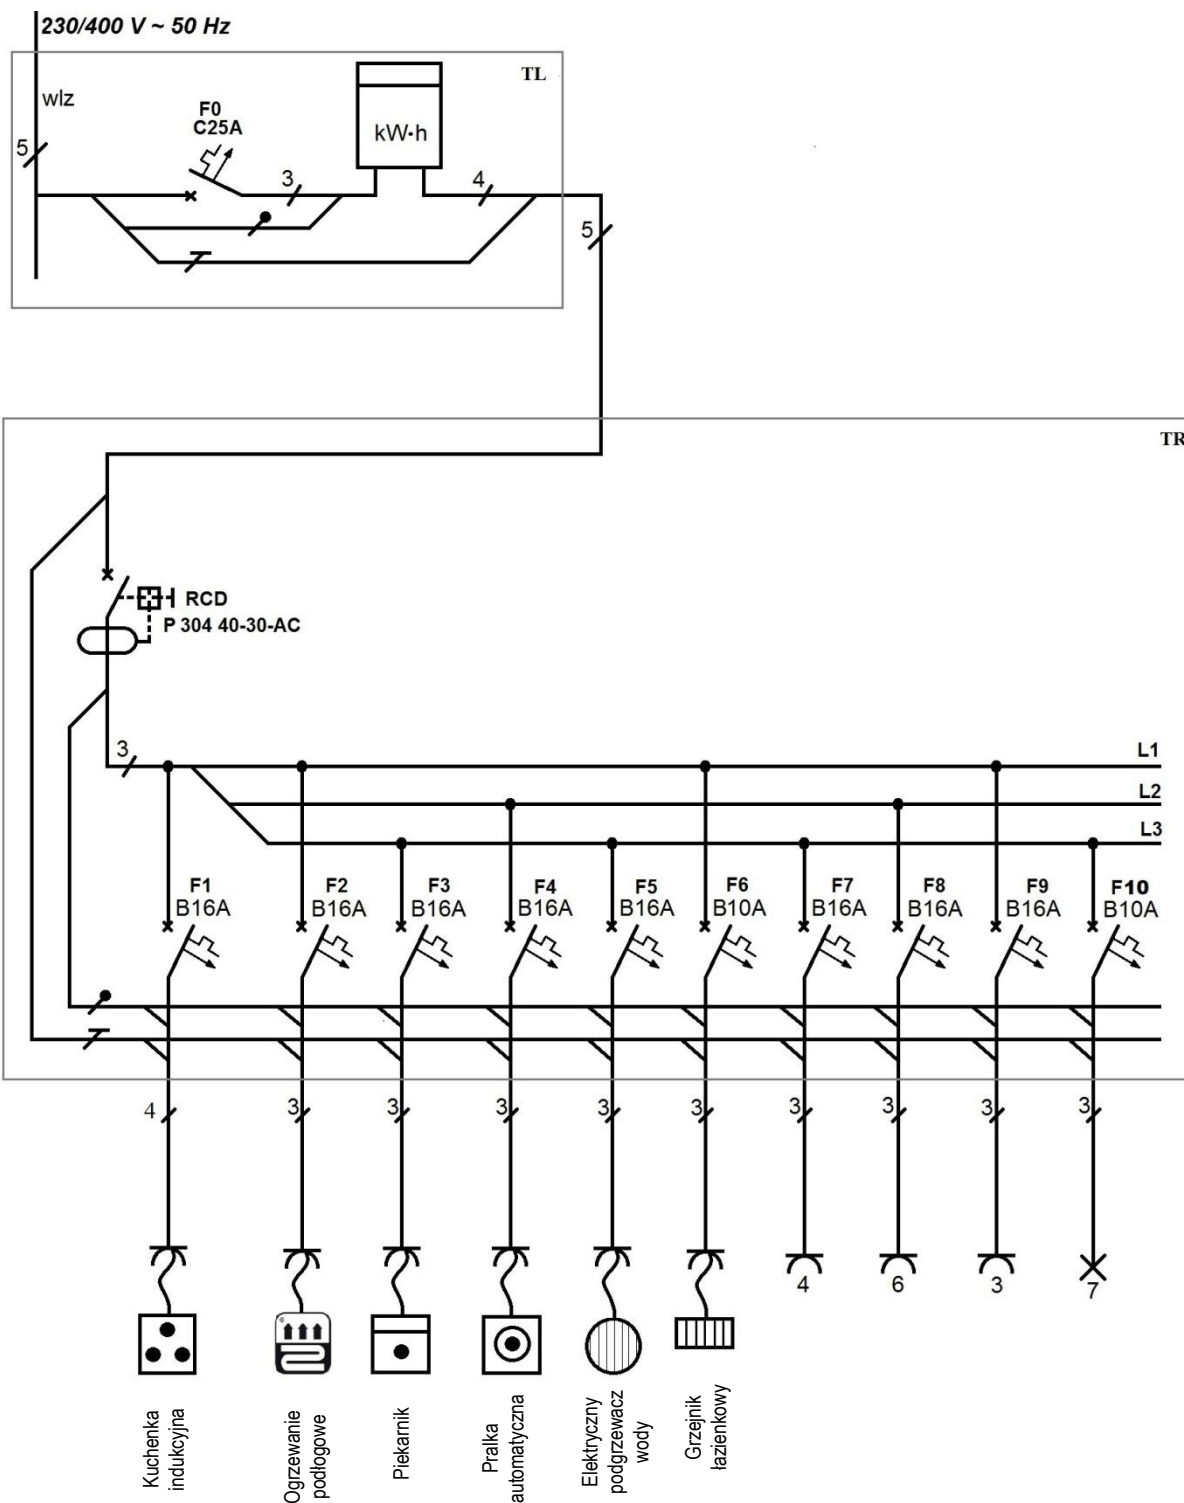 230/400 V ~ 50 Hz
TL
wlz
F0
C25A
kW·h
5
3
4
5
TR
RCD
P 304 40-30-AC
3
L1
L2
L3
F1
B16A
F2
B16A
F3
B16A
F4
B16A
F5
B16A
F6
B10A
F7
B16A
F8
B16A
F9
B16A
F10
B10A
4
3
3
3
3
3
3
3
3
3
4
6
3
7
Kuchenka
indukcyjna
Ogrzewanie
podłogowe
Piekarnik
Pralka
automatyczna
Elektryczny
podgrzewacz
wody
Grzejnik
łazienkowy